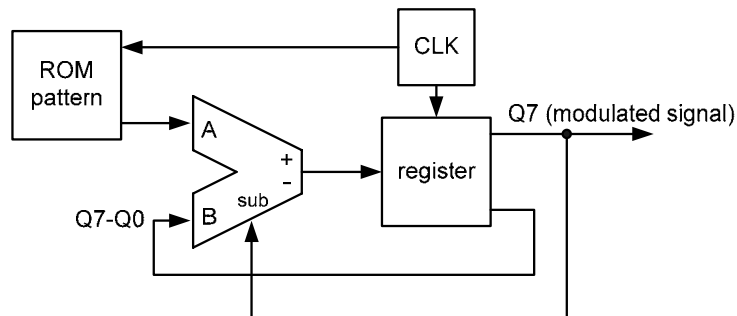 ROM
pattern
CLK
Q7 (modulated signal)
A
+
-
register
sub
B
Q7-Q0